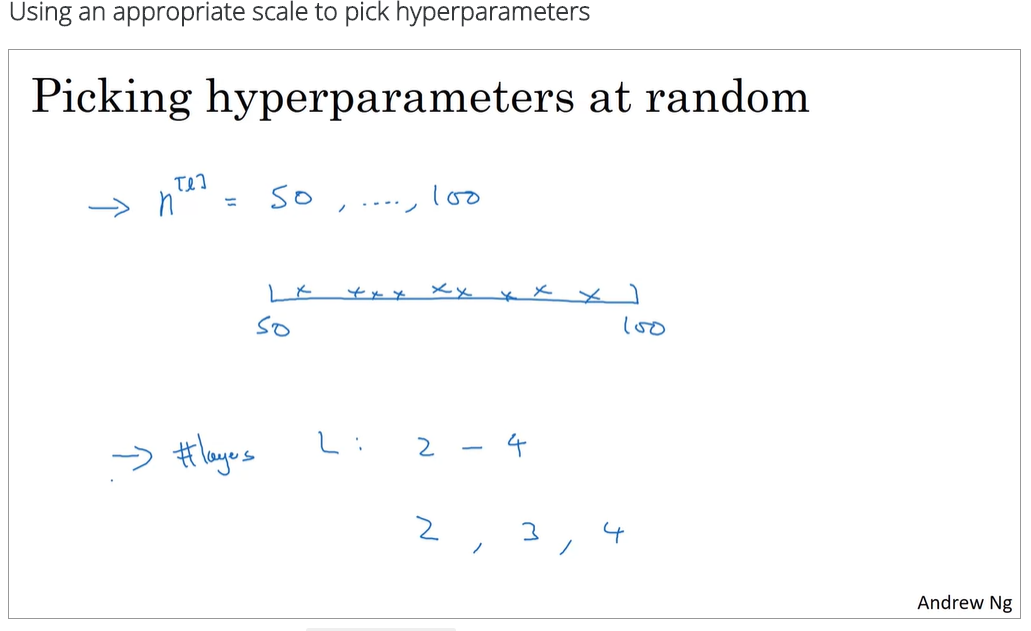 Using an appropriate scale to pick hyperparameters
Picking hyperparameters at random
→ n^[l] = 50, ...., 100
50 100
→ #layers L: 2 - 4
2, 3, 4
Andrew Ng